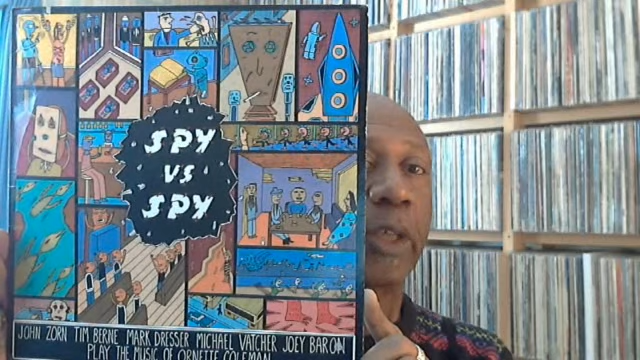 SPY
VS
SPY
JOHN ZORN TIM BERNE MARK DRESSER MICHAEL VATCHER JOEY BARON
PLAY THE MUSIC OF ORNETTE COLEMAN